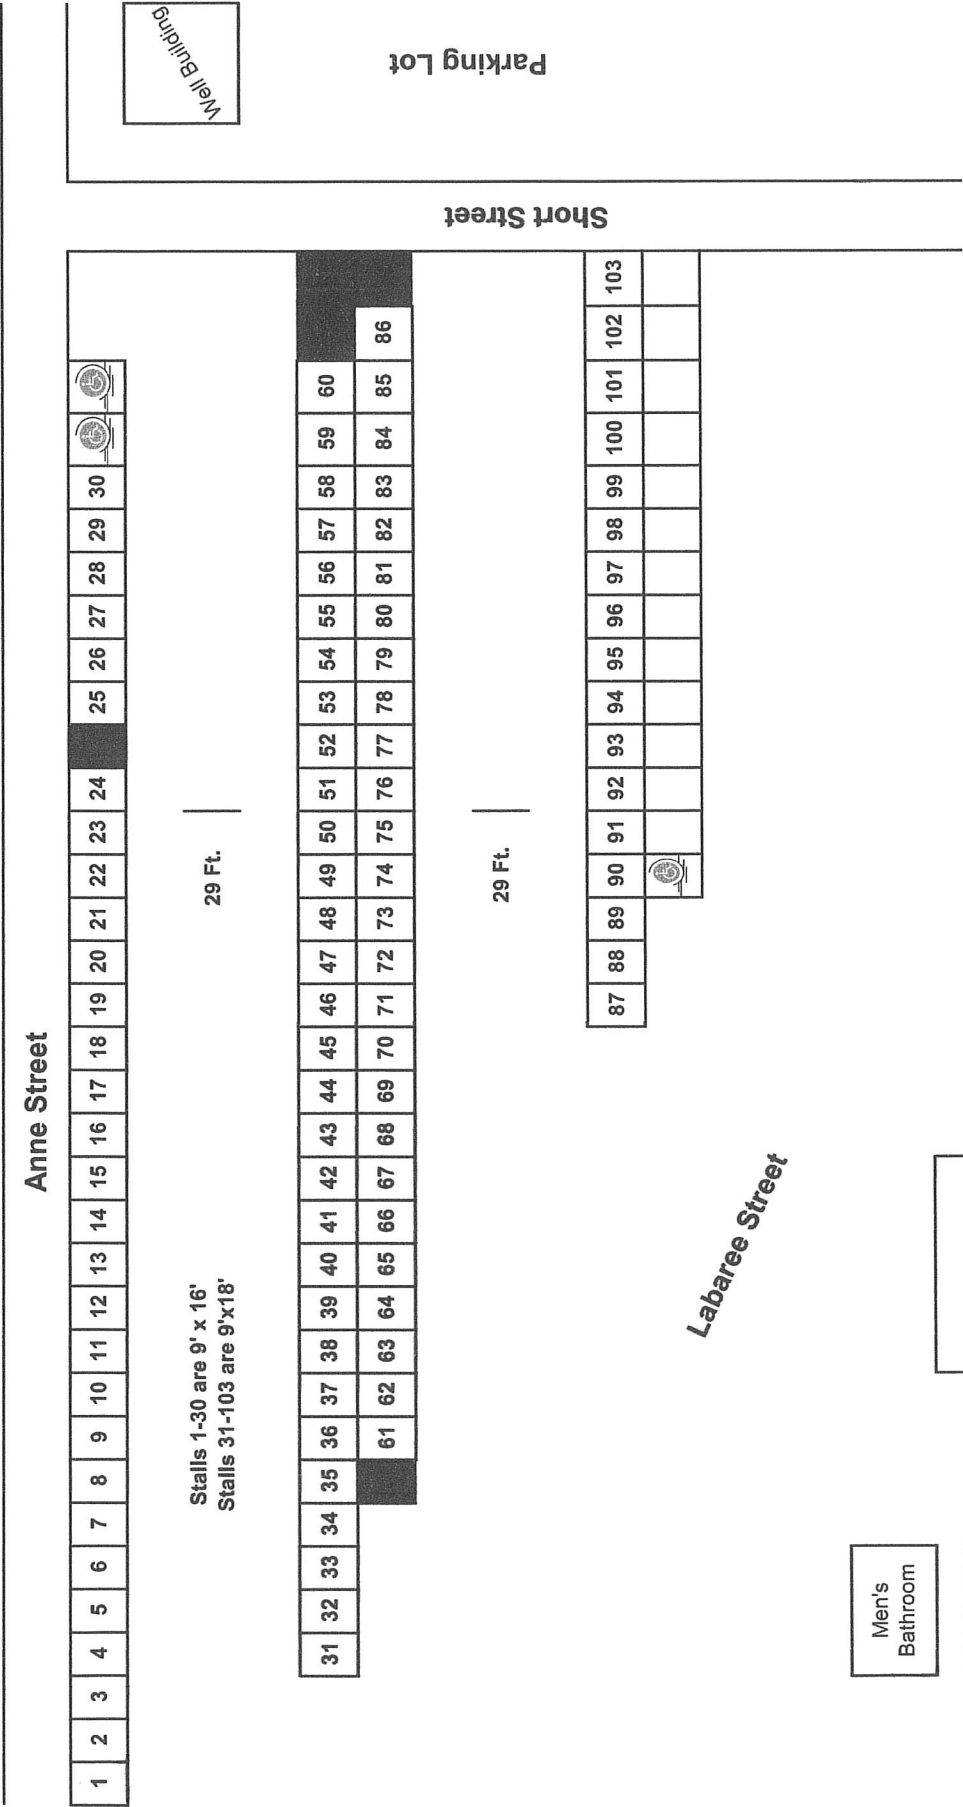 Anne Street
1 2 3 4 5 6 7 8 9 10 11 12 13 14 15 16 17 18 19 20 21 22 23 24 25 26 27 28 29 30
Well Building
Stalls 1-30 are 9' x 16'
Stalls 31-103 are 9'x18'
29 Ft.
31 32 33 34 35 36 37 38 39 40 41 42 43 44 45 46 47 48 49 50 51 52 53 54 55 56 57 58 59 60
61 62 63 64 65 66 67 68 69 70 71 72 73 74 75 76 77 78 79 80 81 82 83 84 85 86
Parking Lot
Short Street
29 Ft.
87 88 89 90 91 92 93 94 95 96 97 98 99 100 101 102 103
Labaree Street
Men's
Bathroom